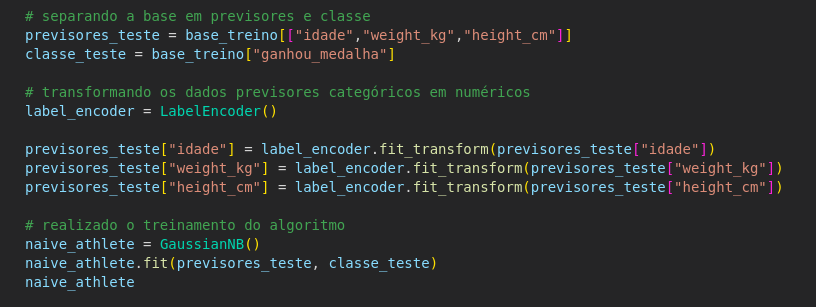 # separando a base em previsores e classe
previsores_teste = base_treino[["idade","weight_kg","height_cm"]]
classe_teste = base_treino["ganhou_medalha"]
# transformando os dados previsores categóricos em numéricos
label_encoder = LabelEncoder()
previsores_teste["idade"] = label_encoder.fit_transform(previsores_teste["idade"])
previsores_teste["weight_kg"] = label_encoder.fit_transform(previsores_teste["weight_kg"])
previsores_teste["height_cm"] = label_encoder.fit_transform(previsores_teste["height_cm"])
# realizado o treinamento do algoritmo
naive_athlete = GaussianNB()
naive_athlete.fit(previsores_teste, classe_teste)
naive_athlete